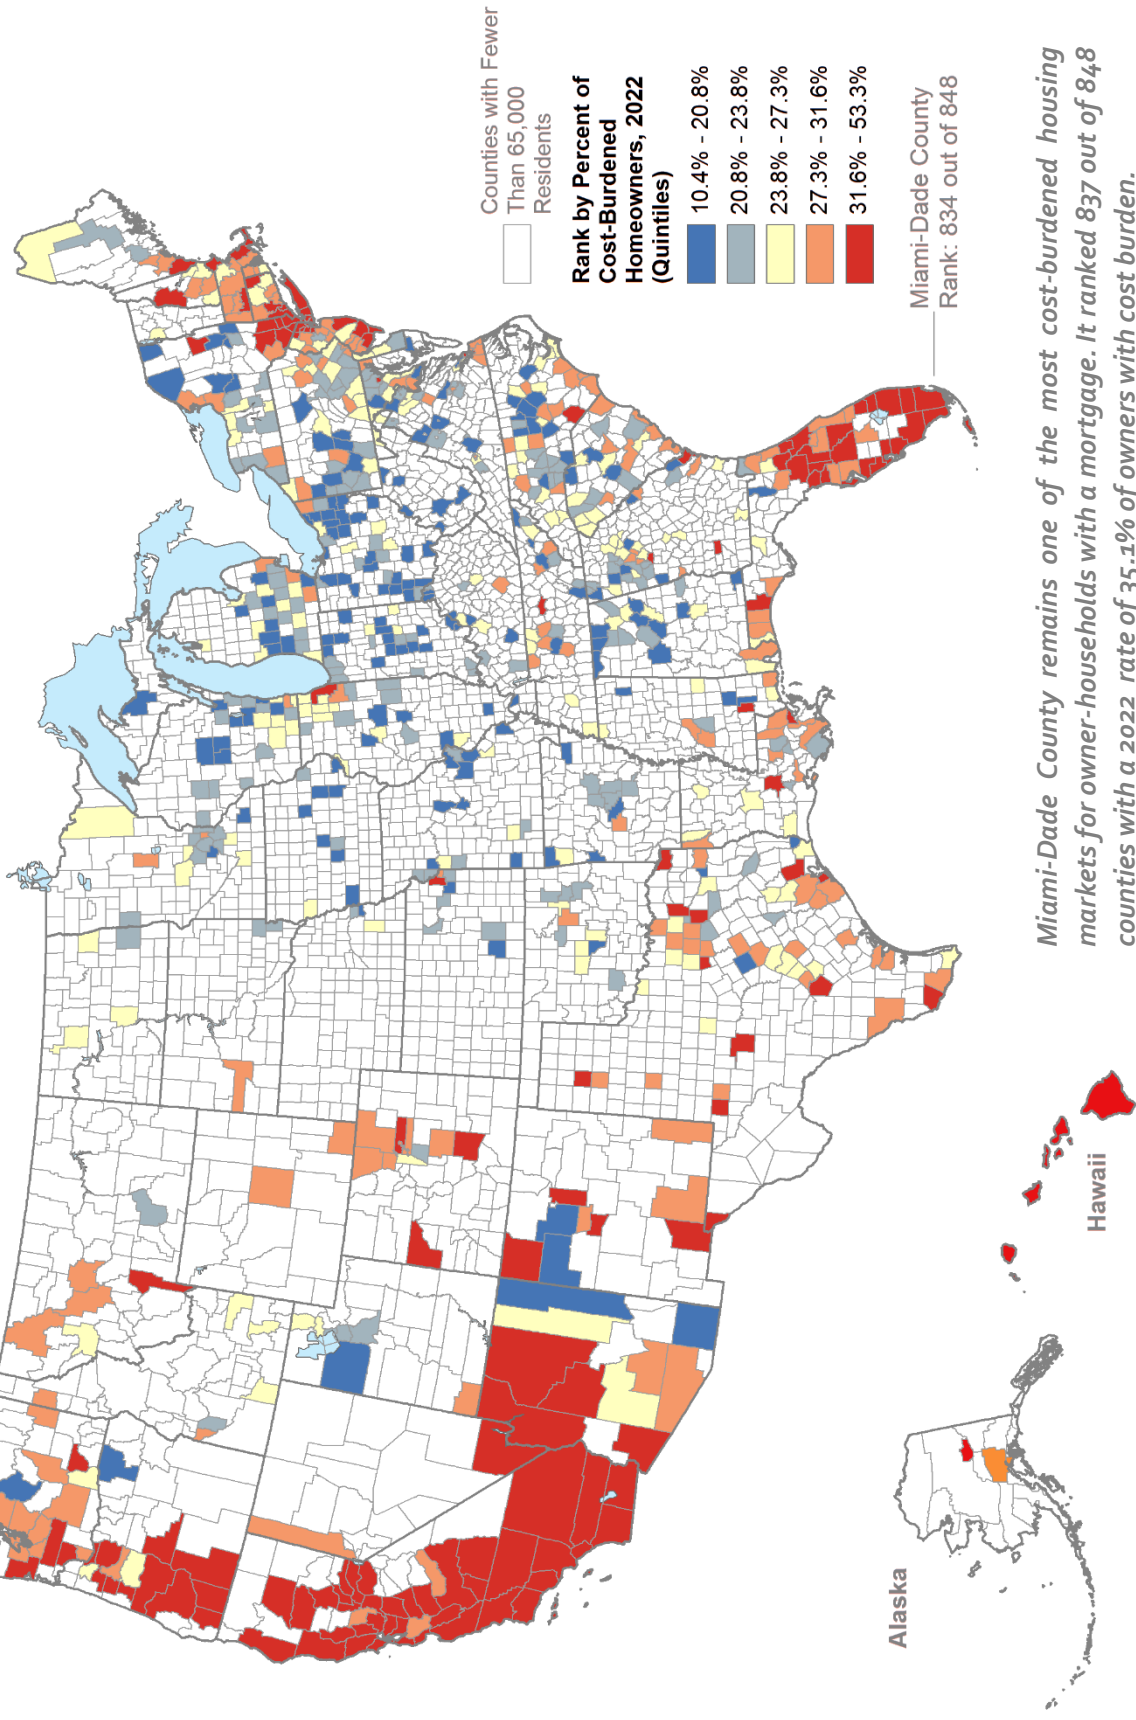 Counties with Fewer
Than 65,000
Residents
Rank by Percent of
Cost-Burdened
Homeowners, 2022
(Quintiles)
10.4% - 20.8%
20.8% - 23.8%
23.8% - 27.3%
27.3% - 31.6%
31.6% - 53.3%
Miami-Dade County
Rank: 834 out of 848
Alaska
Hawaii
Miami-Dade County remains one of the most cost-burdened housing
markets for owner-households with a mortgage. It ranked 837 out of 848
counties with a 2022 rate of 35.1% of owners with cost burden.